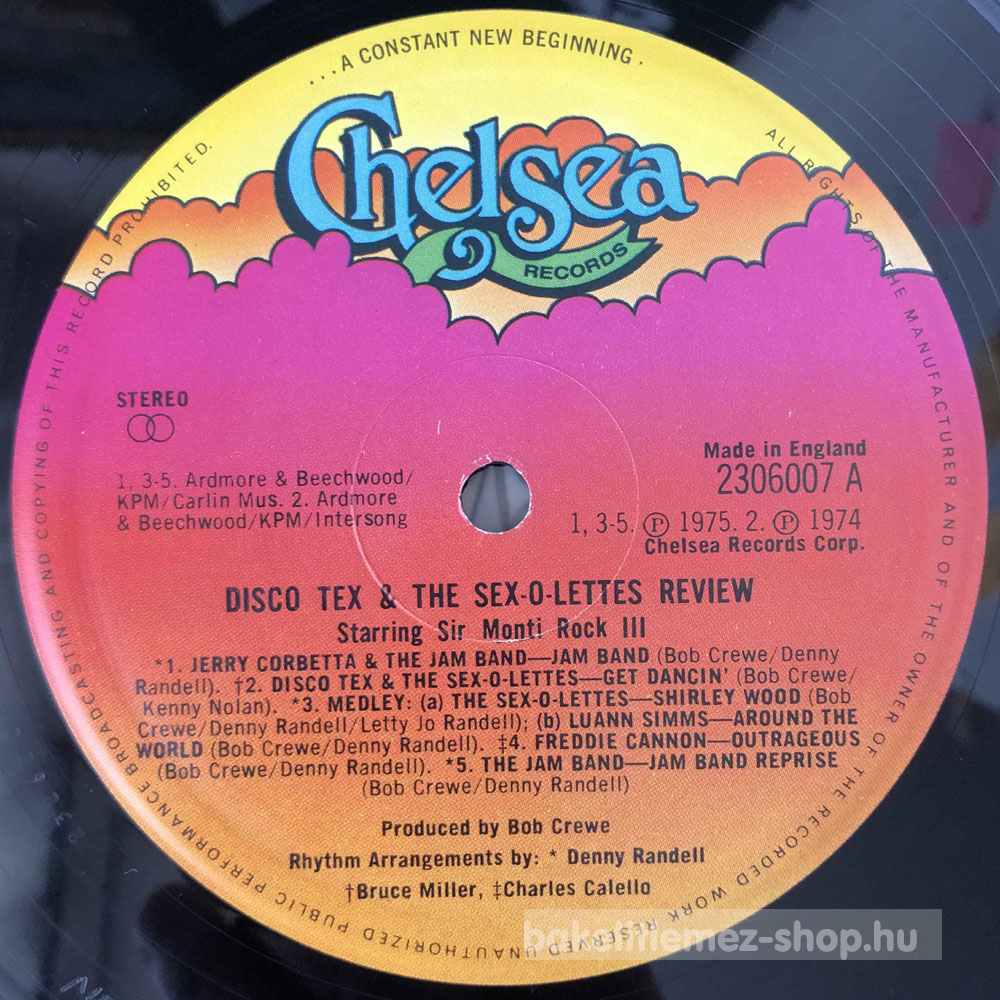 ...A CONSTANT NEW BEGINNING.
Chelsea
RECORDS
ALL RIGHTS OF THE MANUFACTURER AND OF THE OWNER OF THE RECORDED WORK RESERVED UNAUTHORIZED PUBLIC PERFORMANCE BROADCASTING AND COPYING OF THIS RECORD PROHIBITED.
STEREO
1, 3-5. Ardmore & Beechwood/
KPM/Carlin Mus. 2. Ardmore
& Beechwood/KPM/Intersong
Made in England
2306007 A
1, 3-5. Ⓟ 1975. 2. Ⓟ 1974
Chelsea Records Corp.
DISCO TEX & THE SEX-O-LETTES REVIEW
Starring Sir Monti Rock III
*1. JERRY CORBETTA & THE JAM BAND—JAM BAND (Bob Crewe/Denny
Randell). †2. DISCO TEX & THE SEX-O-LETTES—GET DANCIN' (Bob Crewe/
Kenny Nolan). *3. MEDLEY: (a) THE SEX-O-LETTES—SHIRLEY WOOD (Bob
Crewe/Denny Randell/Letty Jo Randell); (b) LUANN SIMMS—AROUND THE
WORLD (Bob Crewe/Denny Randell). ‡4. FREDDIE CANNON—OUTRAGEOUS
(Bob Crewe/Denny Randell). *5. THE JAM BAND—JAM BAND REPRISE
(Bob Crewe/Denny Randell)
Produced by Bob Crewe
Rhythm Arrangements by: * Denny Randell
†Bruce Miller, ‡Charles Calello
bakelitlemez-shop.hu